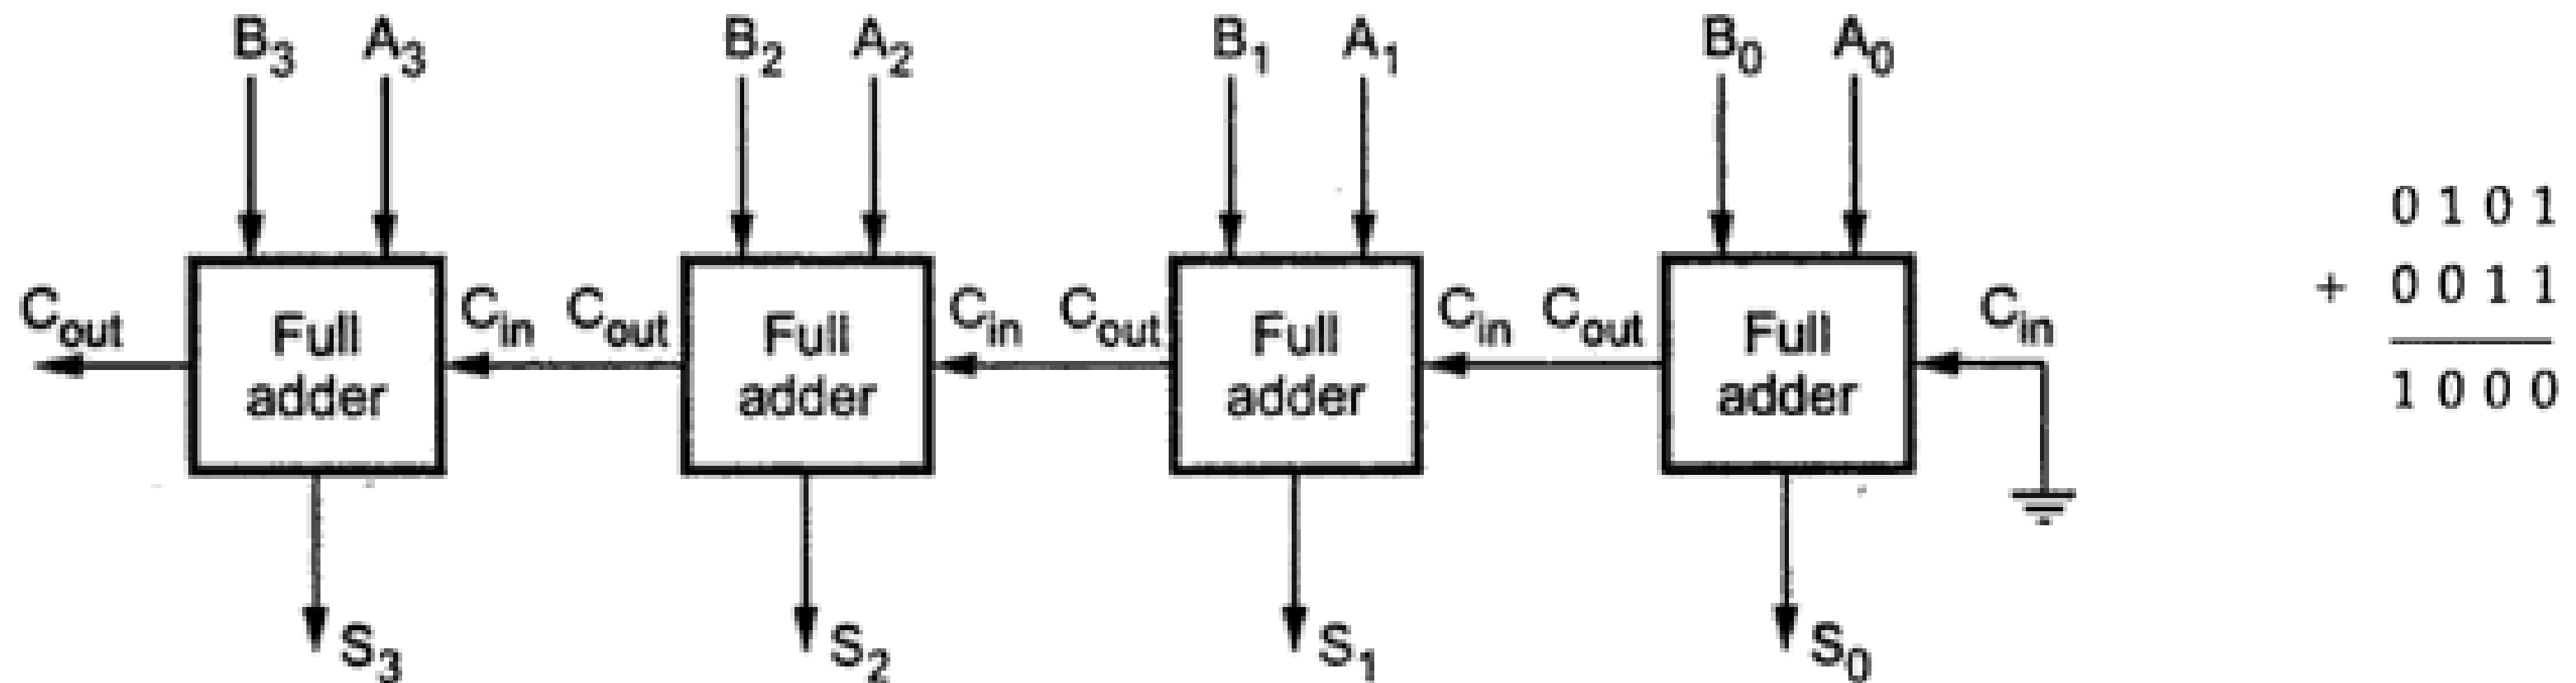 B3 A3 B2 A2 B1 A1 B0 A0
Cout Full adder Cin Cout Full adder Cin Cout Full adder Cin Cout Full adder Cin
S3 S2 S1 S0
0 1 0 1
+ 0 0 1 1
1 0 0 0